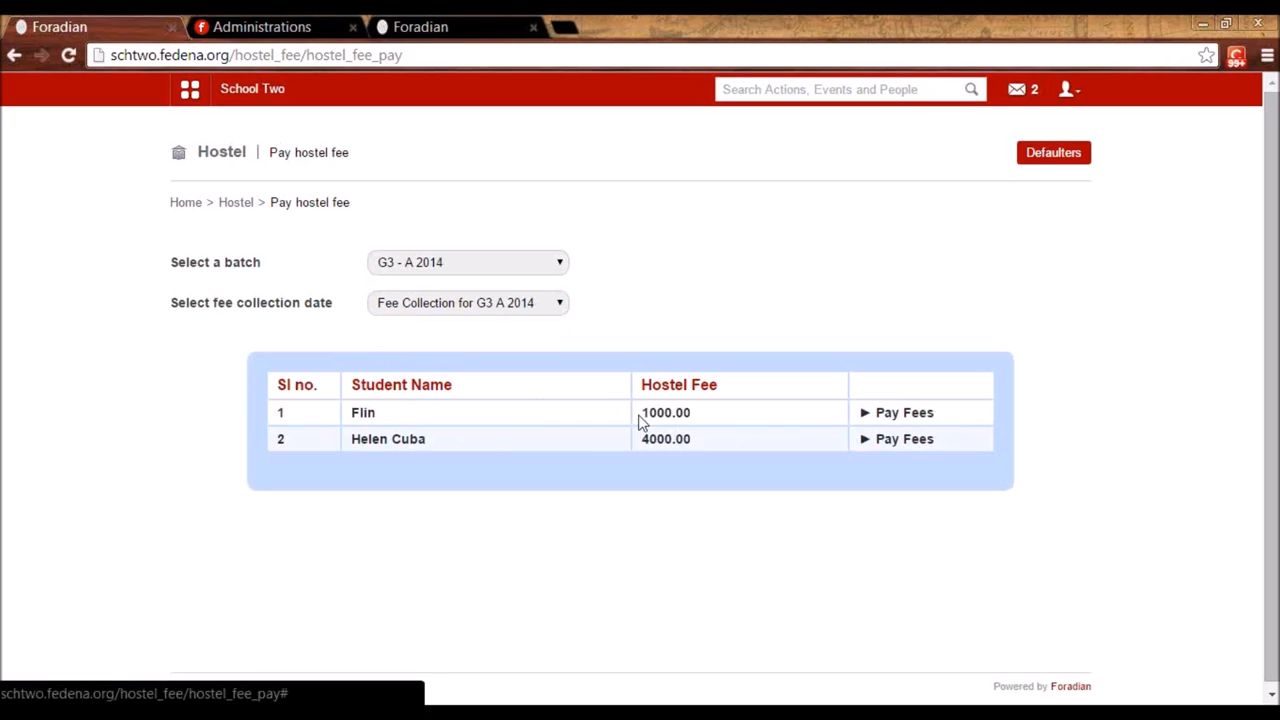 Foradian
Administrations
Foradian
schtwo.fedena.org/hostel_fee/hostel_fee_pay
99+
School Two
Search Actions, Events and People
2
Hostel | Pay hostel fee
Defaulters
Home > Hostel > Pay hostel fee
Select a batch
G3 - A 2014
Select fee collection date
Fee Collection for G3 A 2014
Sl no. Student Name Hostel Fee
1 Flin 1000.00 Pay Fees
2 Helen Cuba 4000.00 Pay Fees
Powered by Foradian
schtwo.fedena.org/hostel_fee/hostel_fee_pay#